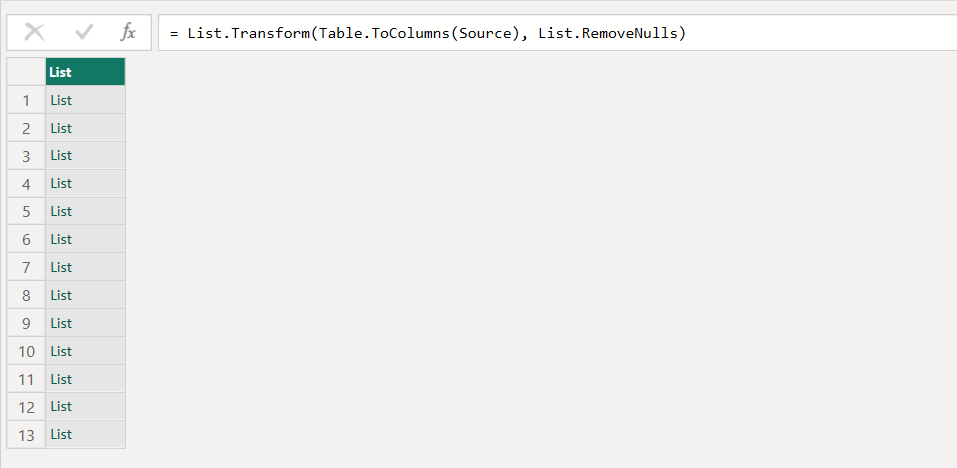 fx = List.Transform(Table.ToColumns(Source), List.RemoveNulls)
List
1 List
2 List
3 List
4 List
5 List
6 List
7 List
8 List
9 List
10 List
11 List
12 List
13 List